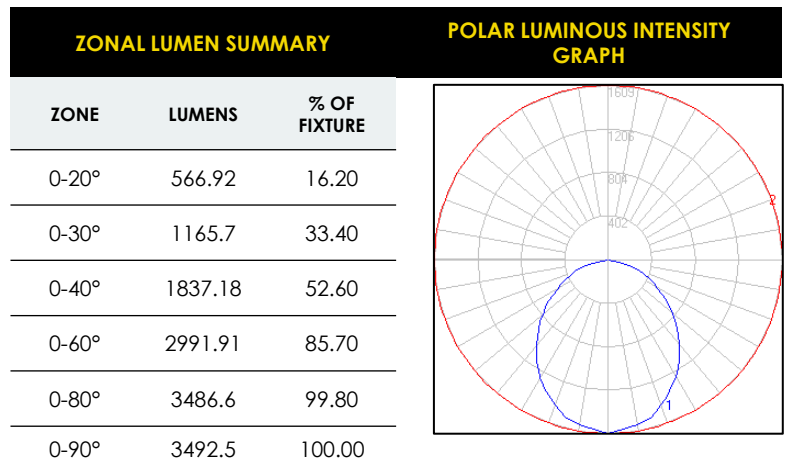 ZONAL LUMEN SUMMARY
POLAR LUMINOUS INTENSITY
GRAPH
ZONE LUMENS % OF
FIXTURE
0-20° 566.92 16.20
0-30° 1165.7 33.40
0-40° 1837.18 52.60
0-60° 2991.91 85.70
0-80° 3486.6 99.80
0-90° 3492.5 100.00
1609
1206
804
402
2
1